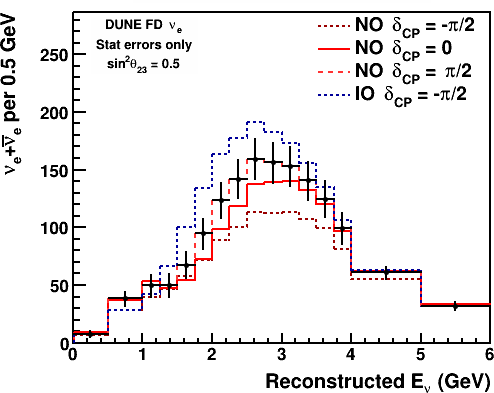 DUNE FD νe
Stat errors only
sin²θ23 = 0.5
NO δCP = -π/2
NO δCP = 0
NO δCP = π/2
IO δCP = -π/2
νe+ν̅e per 0.5 GeV
250
200
150
100
50
0
0 1 2 3 4 5 6
Reconstructed Eν (GeV)